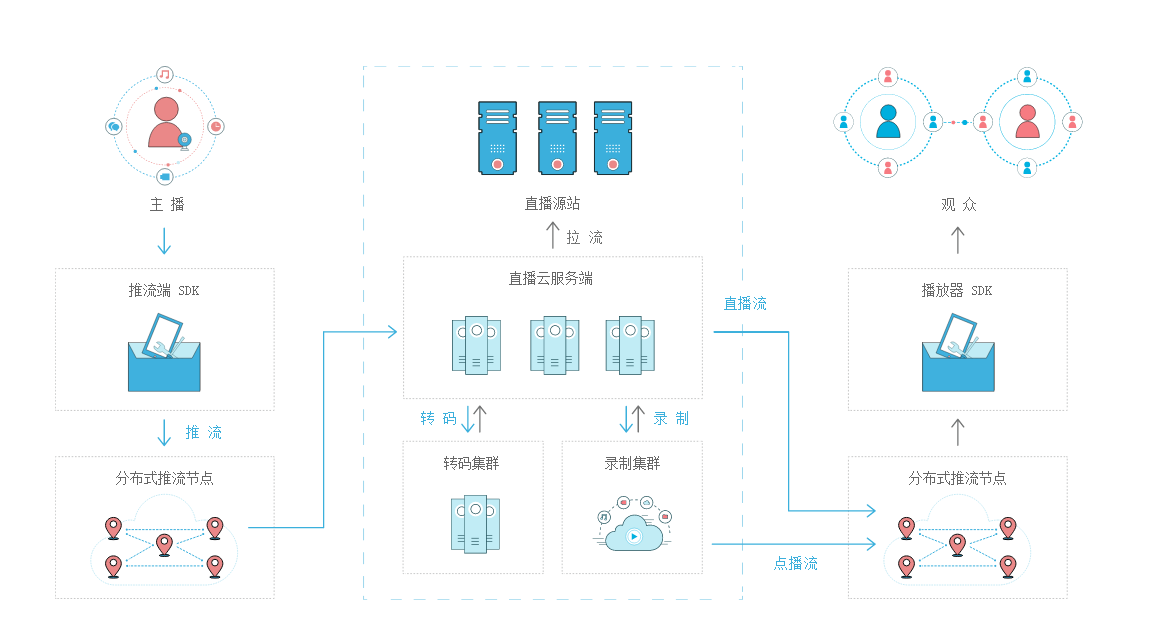 主 播
推流端 SDK
推 流
分布式推流节点
直播源站
拉 流
直播云服务端
转 码
录 制
转码集群
录制集群
直播流
点播流
观 众
播放器 SDK
分布式推流节点